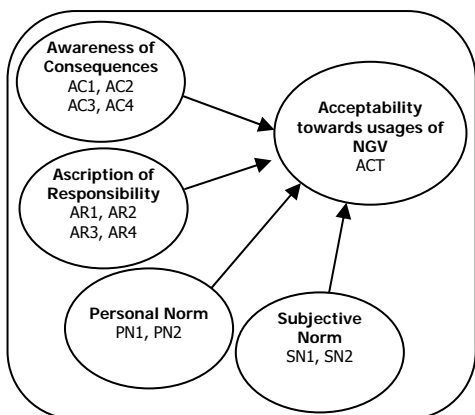 Awareness of
Consequences
AC1, AC2
AC3, AC4
Acceptability
towards usages of
NGV
ACT
Ascription of
Responsibility
AR1, AR2
AR3, AR4
Personal Norm
PN1, PN2
Subjective
Norm
SN1, SN2